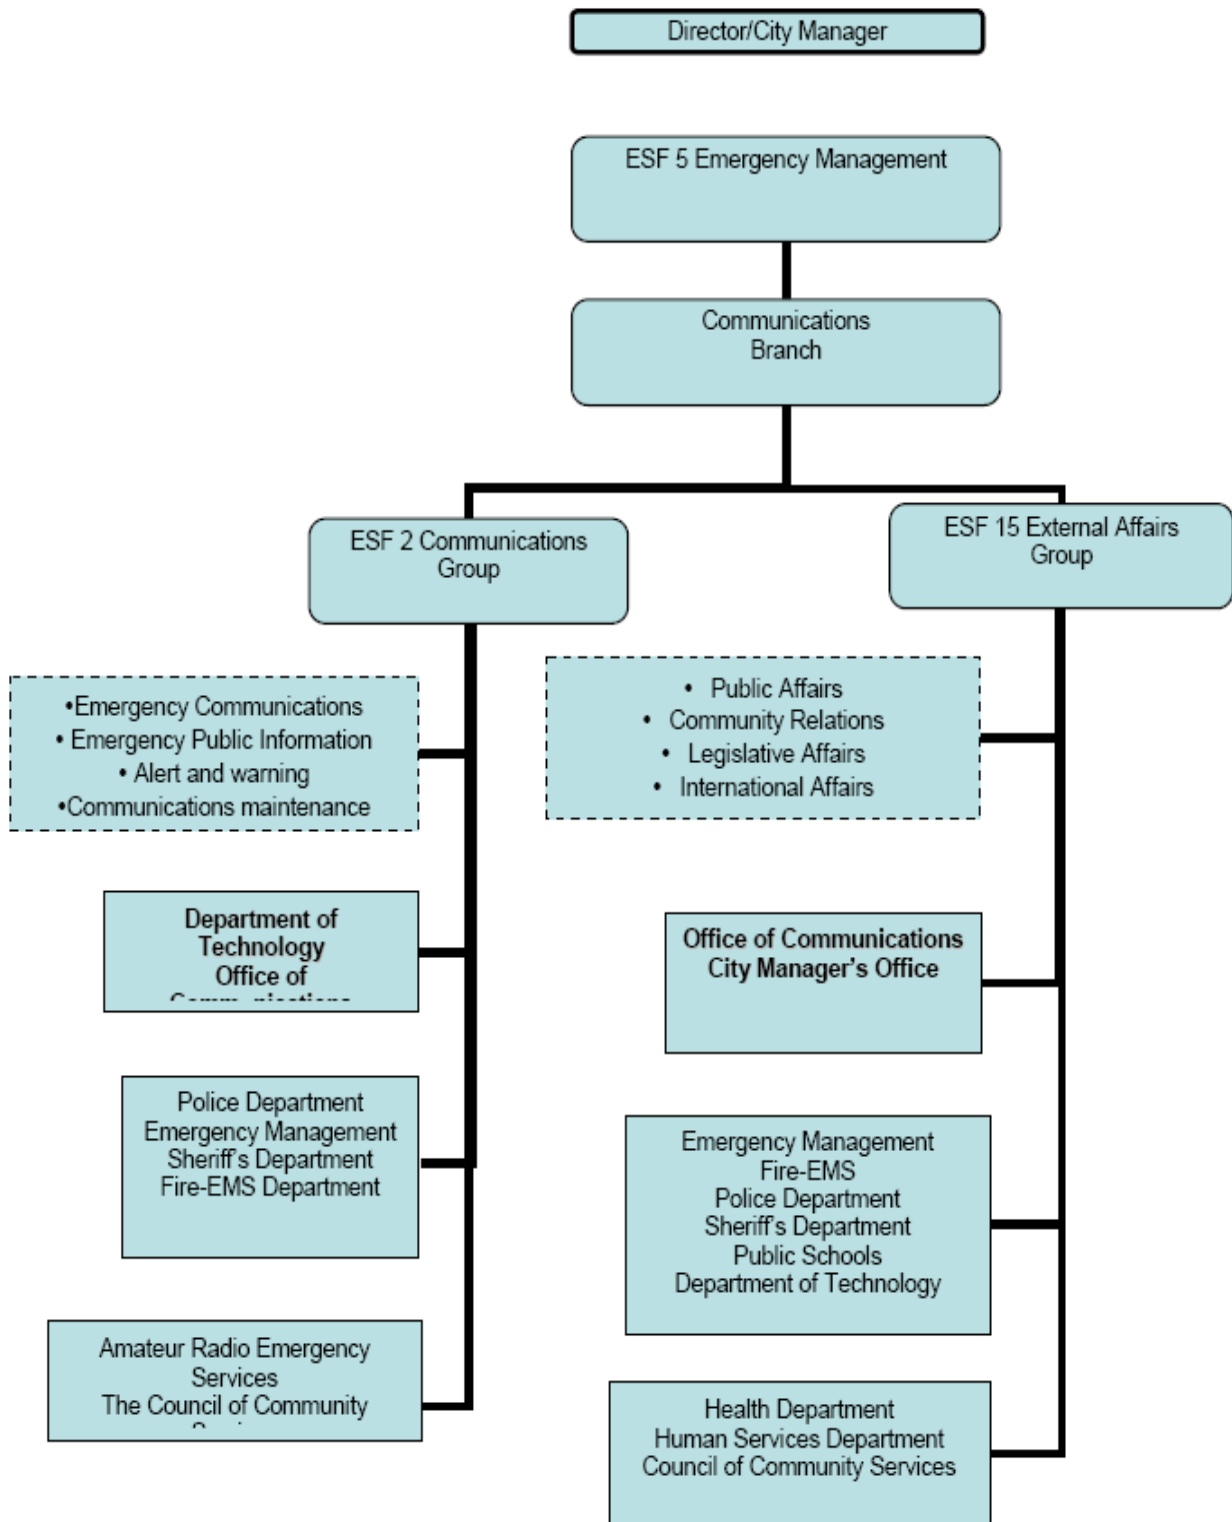 Director/City Manager
ESF 5 Emergency Management
Communications
Branch
ESF 2 Communications
Group
•Emergency Communications
• Emergency Public Information
• Alert and warning
•Communications maintenance
Department of
Technology
Office of
Police Department
Emergency Management
Sheriff's Department
Fire-EMS Department
Amateur Radio Emergency
Services
The Council of Community
ESF 15 External Affairs
Group
• Public Affairs
• Community Relations
• Legislative Affairs
• International Affairs
Office of Communications
City Manager's Office
Emergency Management
Fire-EMS
Police Department
Sheriff's Department
Public Schools
Department of Technology
Health Department
Human Services Department
Council of Community Services